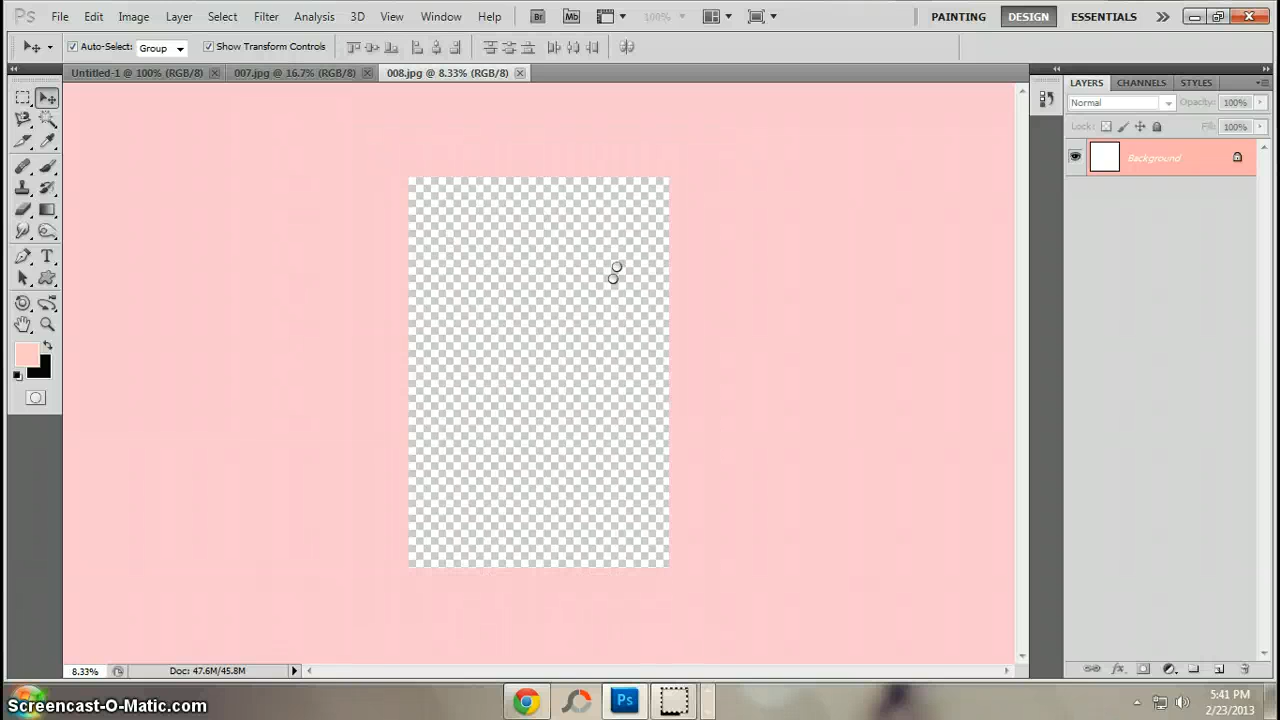 Ps File Edit Image Layer Select Filter Analysis 3D View Window Help Br Mb 100% PAINTING DESIGN ESSENTIALS
Auto-Select: Group Show Transform Controls
Untitled-1 @ 100% (RGB/8) 007.jpg @ 16.7% (RGB/8) 008.jpg @ 8.33% (RGB/8)
LAYERS CHANNELS STYLES
Normal Opacity: 100%
Lock: Fill: 100%
Background
T
8.33% Doc: 47.6M/45.8M
fx
Ps
5:41 PM
2/23/2013
Screencast-O-Matic.com